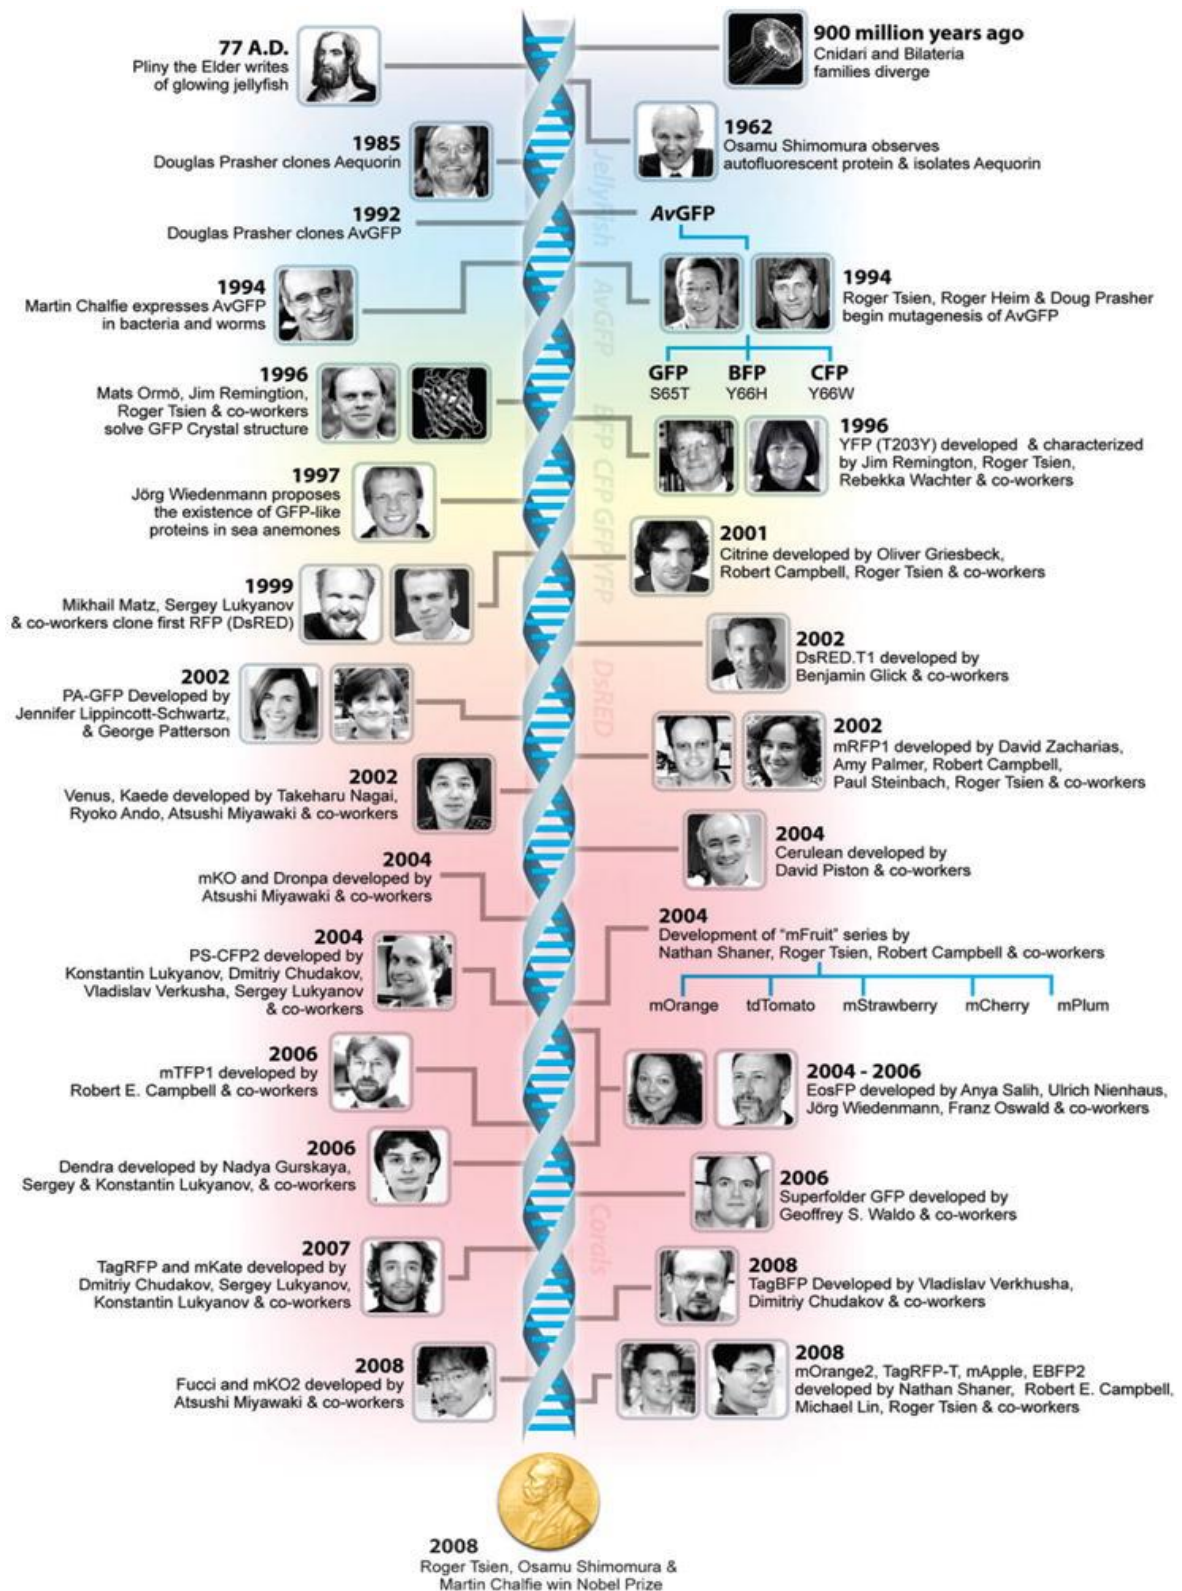 77 A.D.
Pliny the Elder writes
of glowing jellyfish
900 million years ago
Cnidari and Bilateria
families diverge
1962
Osamu Shimomura observes
autofluorescent protein & isolates Aequorin
1985
Douglas Prasher clones Aequorin
1992
Douglas Prasher clones AvGFP
AvGFP
1994
Martin Chalfie expresses AvGFP
in bacteria and worms
1994
Roger Tsien, Roger Heim & Doug Prasher
begin mutagenesis of AvGFP
GFP
S65T
BFP
Y66H
CFP
Y66W
1996
Mats Ormö, Jim Remingtion,
Roger Tsien & co-workers
solve GFP Crystal structure
1996
YFP (T203Y) developed & characterized
by Jim Remington, Roger Tsien,
Rebekka Wachter & co-workers
1997
Jörg Wiedenmann proposes
the existence of GFP-like
proteins in sea anemones
2001
Citrine developed by Oliver Griesbeck,
Robert Campbell, Roger Tsien & co-workers
1999
Mikhail Matz, Sergey Lukyanov
& co-workers clone first RFP (DsRED)
2002
DsRED.T1 developed by
Benjamin Glick & co-workers
2002
PA-GFP Developed by
Jennifer Lippincott-Schwartz,
& George Patterson
2002
mRFP1 developed by David Zacharias,
Amy Palmer, Robert Campbell,
Paul Steinbach, Roger Tsien & co-workers
2002
Venus, Kaede developed by Takeharu Nagai,
Ryoko Ando, Atsushi Miyawaki & co-workers
2004
Cerulean developed by
David Piston & co-workers
2004
mKO and Dronpa developed by
Atsushi Miyawaki & co-workers
2004
Development of “mFruit” series by
Nathan Shaner, Roger Tsien, Robert Campbell & co-workers
mOrange
tdTomato
mStrawberry
mCherry
mPlum
2004
PS-CFP2 developed by
Konstantin Lukyanov, Dmitriy Chudakov,
Vladislav Verkusha, Sergey Lukyanov
& co-workers
2006
mTFP1 developed by
Robert E. Campbell & co-workers
2004 - 2006
EosFP developed by Anya Salih, Ulrich Nienhaus,
Jörg Wiedenmann, Franz Oswald & co-workers
2006
Dendra developed by Nadya Gurskaya,
Sergey & Konstantin Lukyanov, & co-workers
2006
Superfolder GFP developed by
Geoffrey S. Waldo & co-workers
2007
TagRFP and mKate developed by
Dmitriy Chudakov, Sergey Lukyanov,
Konstantin Lukyanov & co-workers
2008
TagBFP Developed by Vladislav Verkhusha,
Dimitriy Chudakov & co-workers
2008
Fucci and mKO2 developed by
Atsushi Miyawaki & co-workers
2008
mOrange2, TagRFP-T, mApple, EBFP2
developed by Nathan Shaner, Robert E. Campbell,
Michael Lin, Roger Tsien & co-workers
2008
Roger Tsien, Osamu Shimomura &
Martin Chalfie win Nobel Prize
JellyFish
AvGFP
BFP CFP GFP YFP
DsRED
Corals